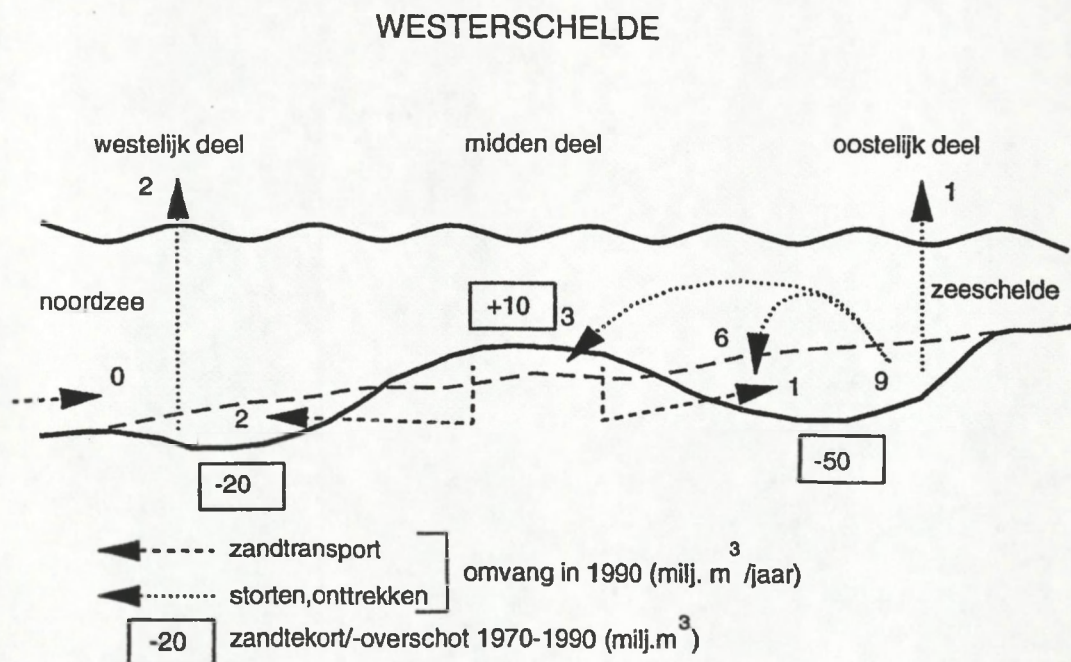 WESTERSCHELDE
westelijk deel midden deel oostelijk deel
2 1
noordzee +10 3 zeeschelde
0 6
2 1 9
-20 -50
zandtransport
storten,onttrekken
omvang in 1990 (milj. m³/jaar)
-20 zandtekort/-overschot 1970-1990 (milj.m³)